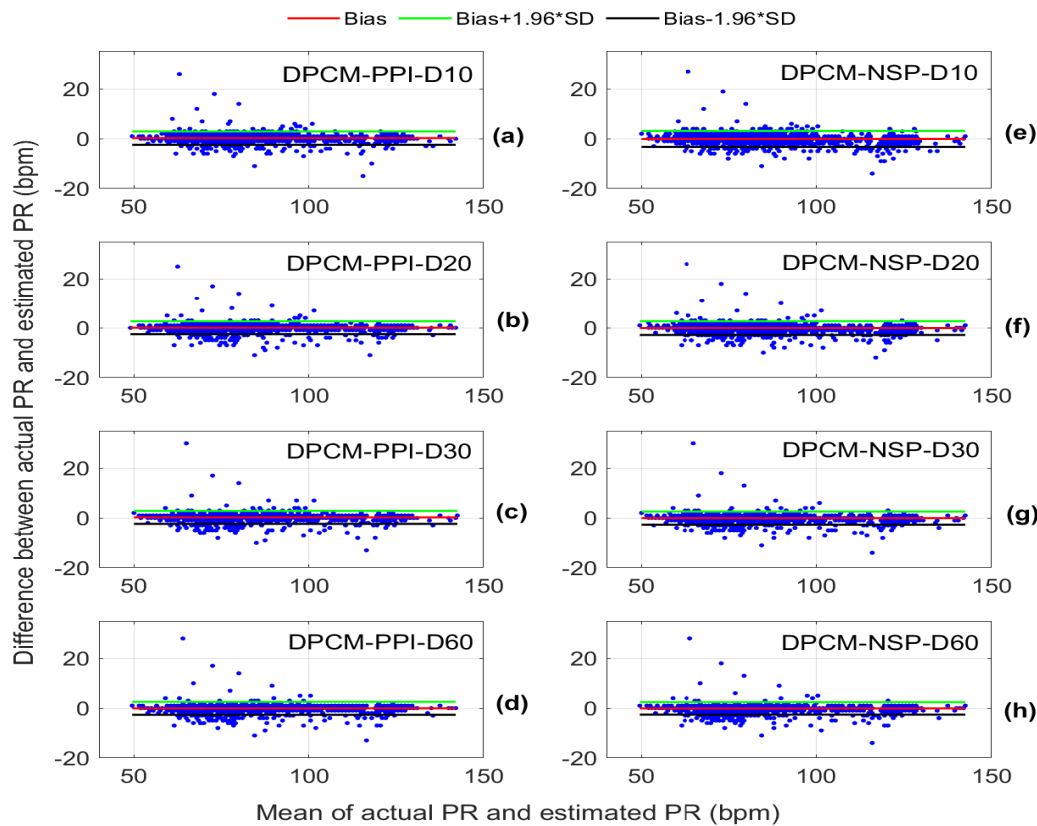 Bias Bias+1.96*SD Bias-1.96*SD
Difference between actual PR and estimated PR (bpm)
DPCM-PPI-D10
20
0
-20
50 100 150
(a)
DPCM-NSP-D10
20
0
-20
50 100 150
(e)
DPCM-PPI-D20
20
0
-20
50 100 150
(b)
DPCM-NSP-D20
20
0
-20
50 100 150
(f)
DPCM-PPI-D30
20
0
-20
50 100 150
(c)
DPCM-NSP-D30
20
0
-20
50 100 150
(g)
DPCM-PPI-D60
20
0
-20
50 100 150
(d)
DPCM-NSP-D60
20
0
-20
50 100 150
(h)
Mean of actual PR and estimated PR (bpm)